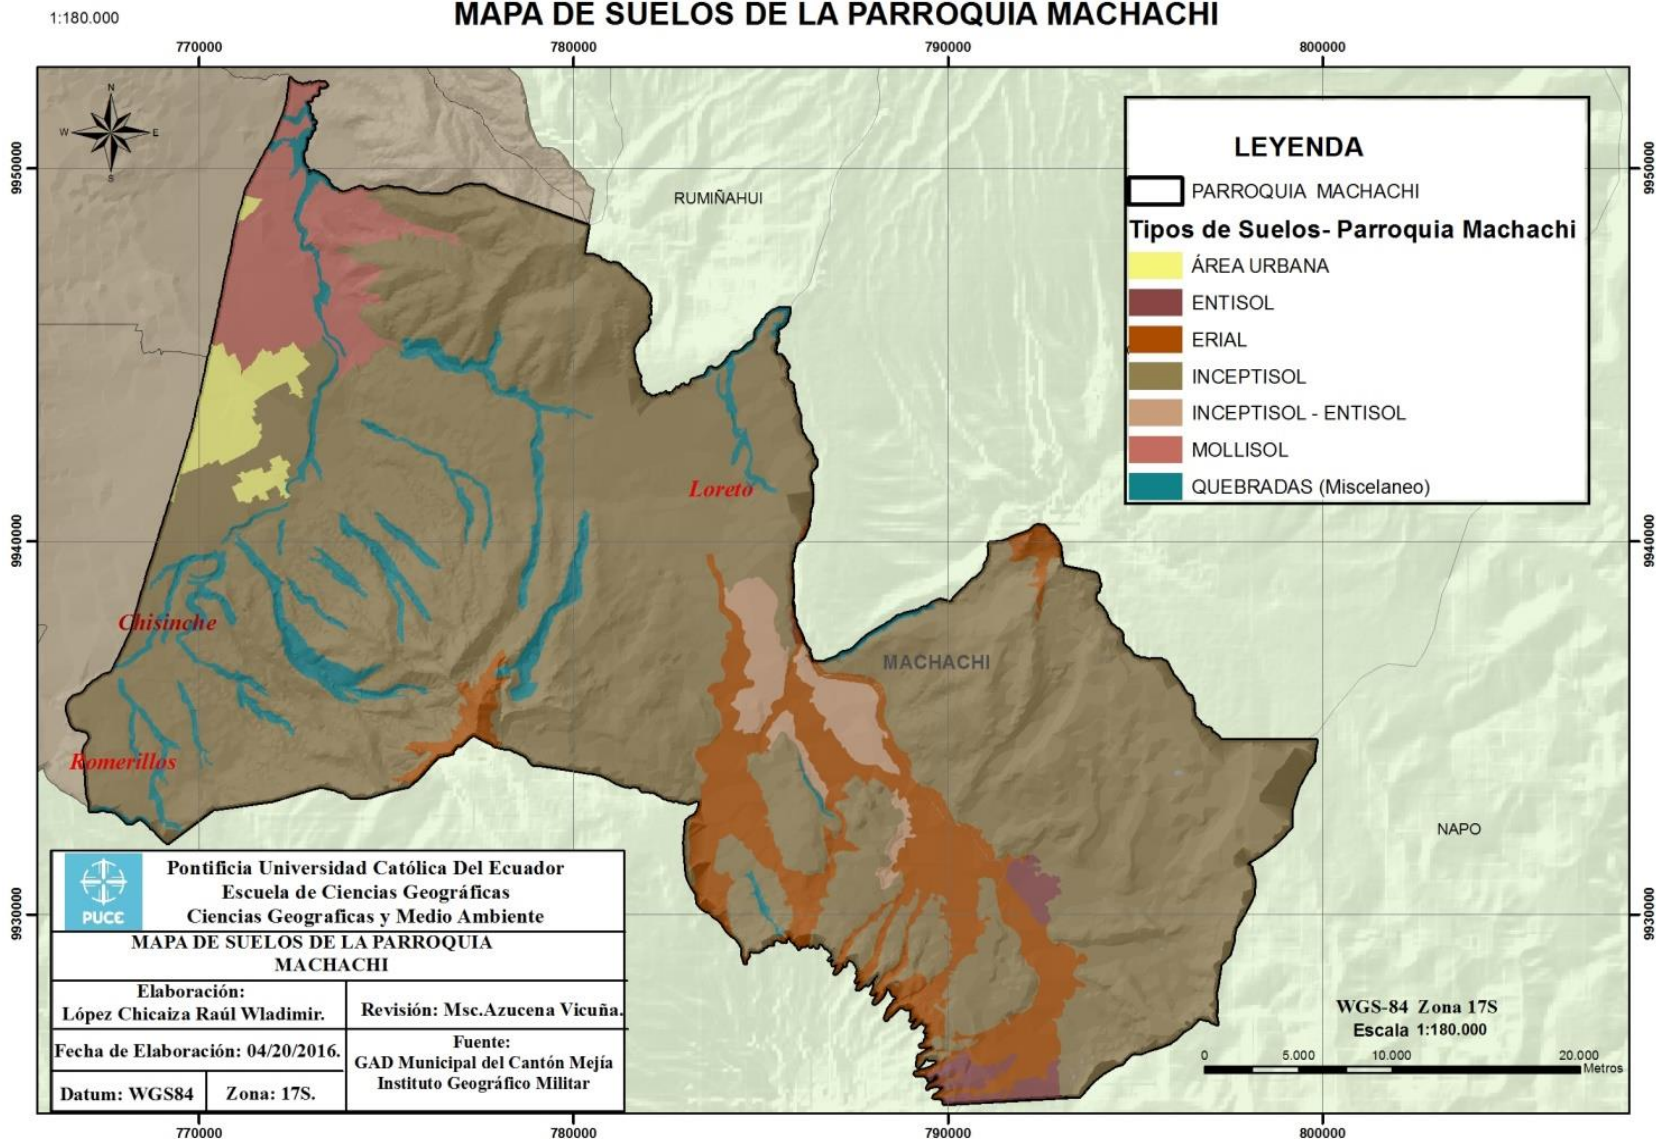 1:180.000
MAPA DE SUELOS DE LA PARROQUIA MACHACHI
770000
780000
790000
800000
N
W
E
S
9950000
9950000
RUMIÑAHUI
LEYENDA
PARROQUIA MACHACHI
Tipos de Suelos- Parroquia Machachi
ÁREA URBANA
ENTISOL
ERIAL
INCEPTISOL
INCEPTISOL - ENTISOL
MOLLISOL
QUEBRADAS (Miscelaneo)
Loreto
9940000
9940000
Chisinche
MACHACHI
Romerillos
NAPO
9930000
9930000
PUCE
Pontificia Universidad Católica Del Ecuador
Escuela de Ciencias Geográficas
Ciencias Geograficas y Medio Ambiente
MAPA DE SUELOS DE LA PARROQUIA
MACHACHI
Elaboración:
López Chicaiza Raúl Wladimir.
Revisión: Msc.Azucena Vicuña.
Fecha de Elaboración: 04/20/2016.
Fuente:
GAD Municipal del Cantón Mejía
Instituto Geográfico Militar
Datum: WGS84
Zona: 17S.
WGS-84 Zona 17S
Escala 1:180.000
0
5.000
10.000
20.000
Metros
770000
780000
790000
800000